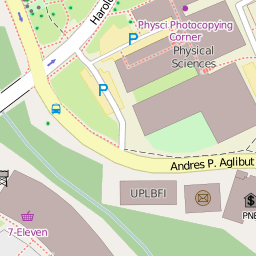 Harold
Physci Photocopying
Corner
Physical
Sciences
P
P
Andres P. Aglibut
UPLBFI
$
PNB
7-Eleven